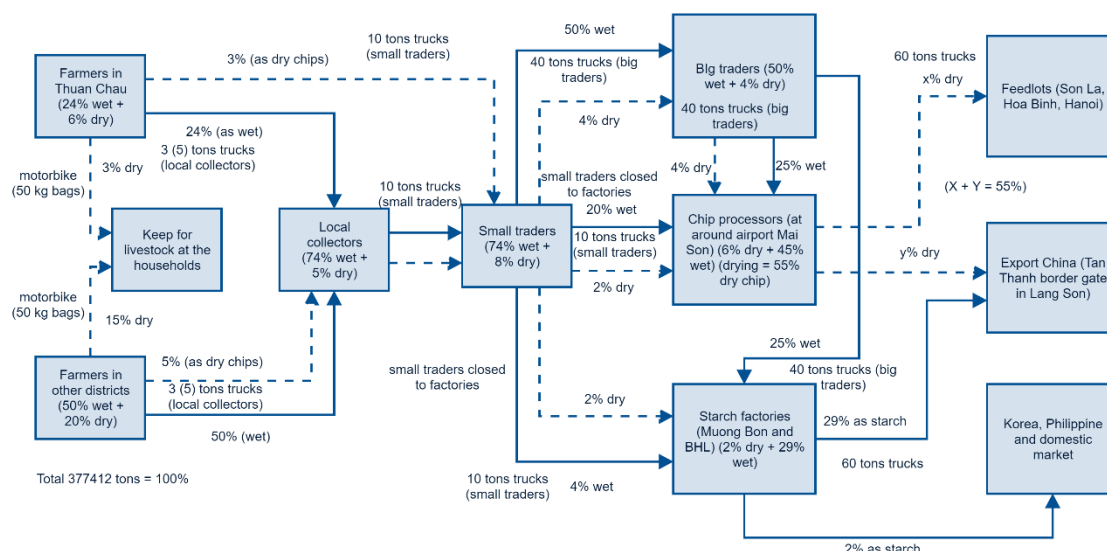 50% wet
10 tons trucks
(small traders)
3% (as dry chips)
40 tons trucks (big
traders)
60 tons trucks
x% dry
Farmers in
Thuan Chau
(24% wet +
6% dry)
BIg traders (50%
wet + 4% dry)
Feedlots (Son La,
Hoa Binh, Hanoi)
40 tons trucks (big
traders)
4% dry
24% (as wet)
3 (5) tons trucks
(local collectors)
3% dry
motorbike
(50 kg bags)
4% dry
25% wet
small traders closed
to factories
20% wet
(X + Y = 55%)
10 tons trucks
(small traders)
Keep for
livestock at the
households
Local
collectors
(74% wet +
5% dry)
Small traders
(74% wet +
8% dry)
10 tons trucks
(small traders)
2% dry
Chip processors (at
around airport Mai
Son) (6% dry + 45%
wet) (drying = 55%
dry chip)
y% dry
Export China (Tan
Thanh border gate
in Lang Son)
motorbike
(50 kg bags)
15% dry
25% wet
40 tons trucks (big
traders)
5% (as dry chips)
small traders closed
to factories
Farmers in
other districts
(50% wet +
20% dry)
3 (5) tons trucks
(local collectors)
50% (wet)
2% dry
Starch factories
(Muong Bon and
BHL) (2% dry + 29%
wet)
29% as starch
60 tons trucks
Korea, Philippine
and domestic
market
Total 377412 tons = 100%
10 tons trucks
(small traders)
4% wet
2% as starch